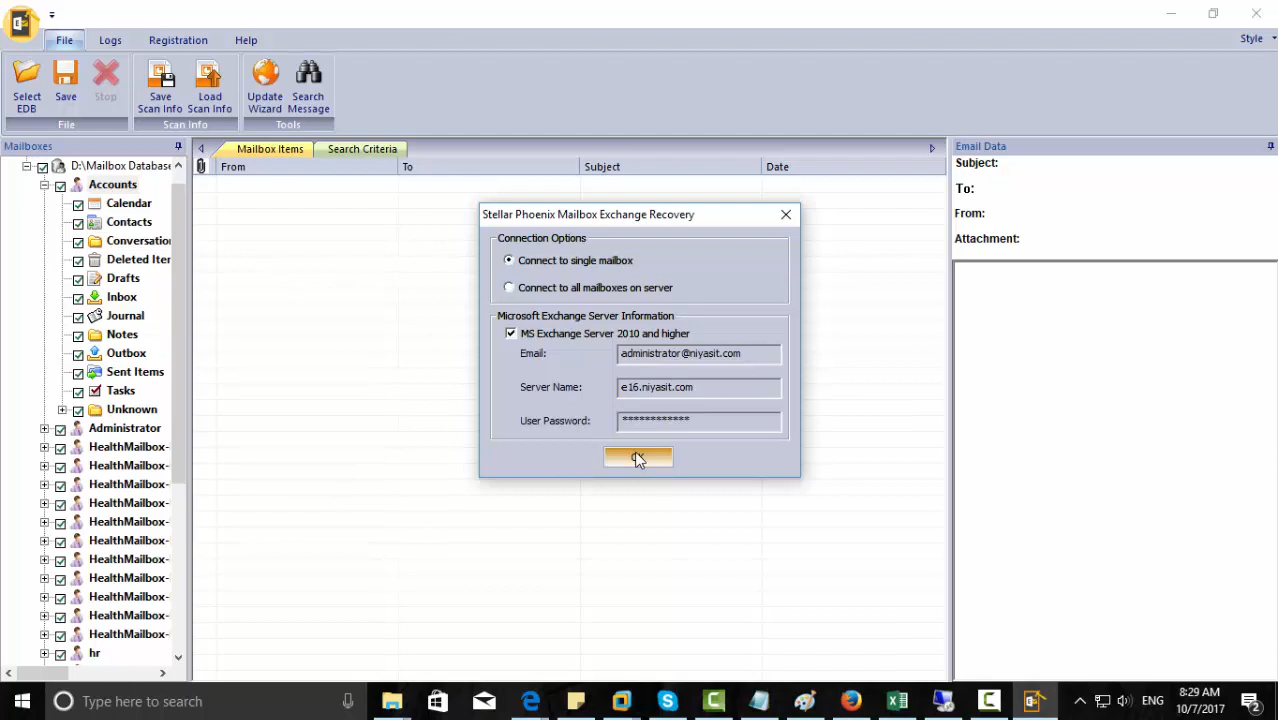 File
Logs
Registration
Help
Style
Select EDB
Save
Stop
Save Scan Info
Load Scan Info
Update Wizard
Search Message
File
Scan Info
Tools
Mailboxes
D:\Mailbox Database
Accounts
Calendar
Contacts
Conversation
Deleted Iter
Drafts
Inbox
Journal
Notes
Outbox
Sent Items
Tasks
Unknown
Administrator
HealthMailbox-
HealthMailbox-
HealthMailbox-
HealthMailbox-
HealthMailbox-
HealthMailbox-
HealthMailbox-
HealthMailbox-
HealthMailbox-
HealthMailbox-
HealthMailbox-
hr
Mailbox Items
Search Criteria
From
To
Subject
Date
Stellar Phoenix Mailbox Exchange Recovery
Connection Options
Connect to single mailbox
Connect to all mailboxes on server
Microsoft Exchange Server Information
MS Exchange Server 2010 and higher
Email:
administrator@niyasit.com
Server Name:
e16.niyasit.com
User Password:
************
Email Data
Subject:
To:
From:
Attachment:
Type here to search
ENG
8:29 AM
10/7/2017
2